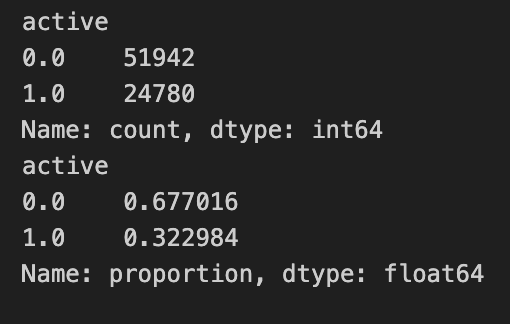 active
0.0    51942
1.0    24780
Name: count, dtype: int64
active
0.0    0.677016
1.0    0.322984
Name: proportion, dtype: float64